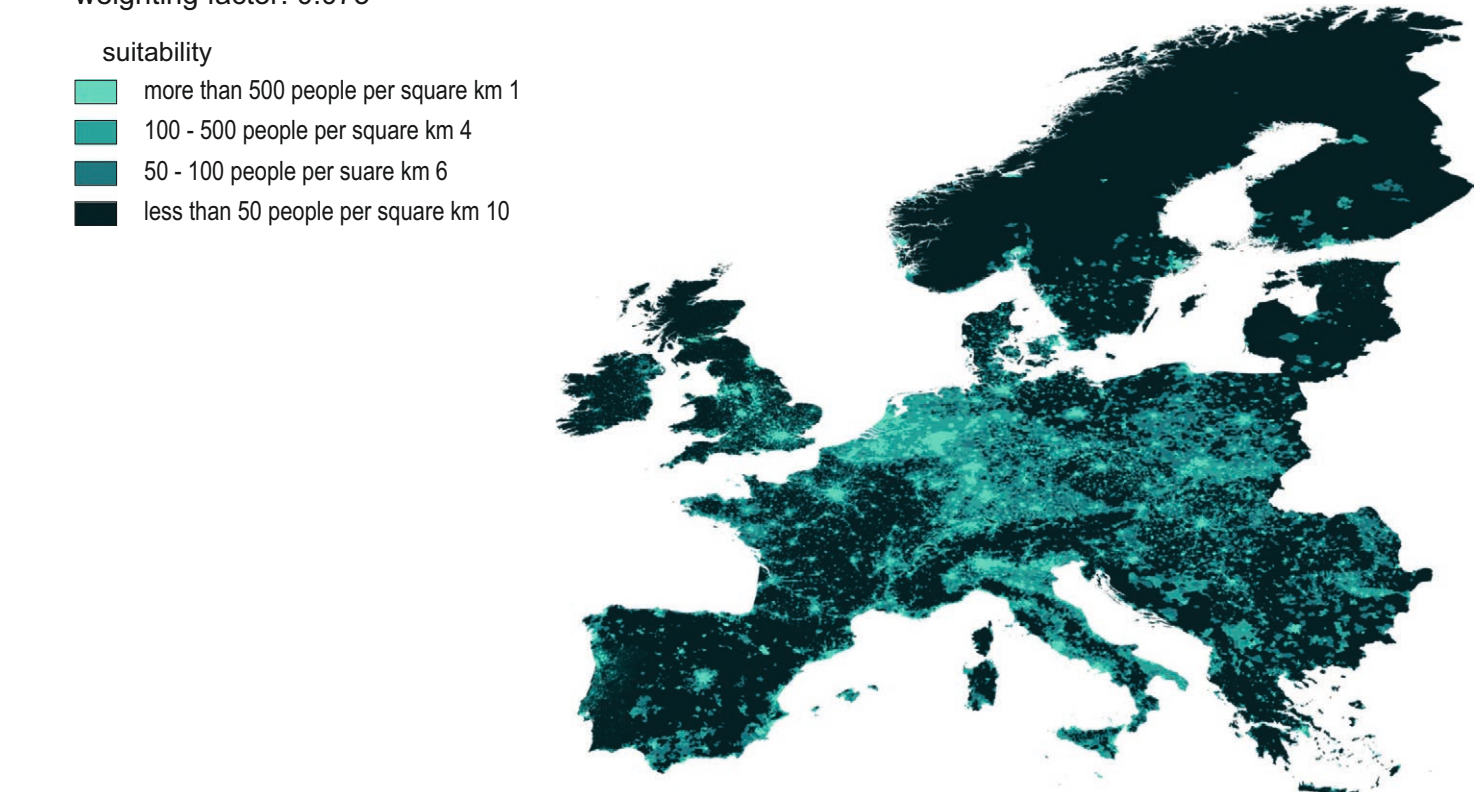 suitability
more than 500 people per square km 1
100 - 500 people per square km 4
50 - 100 people per suare km 6
less than 50 people per square km 10